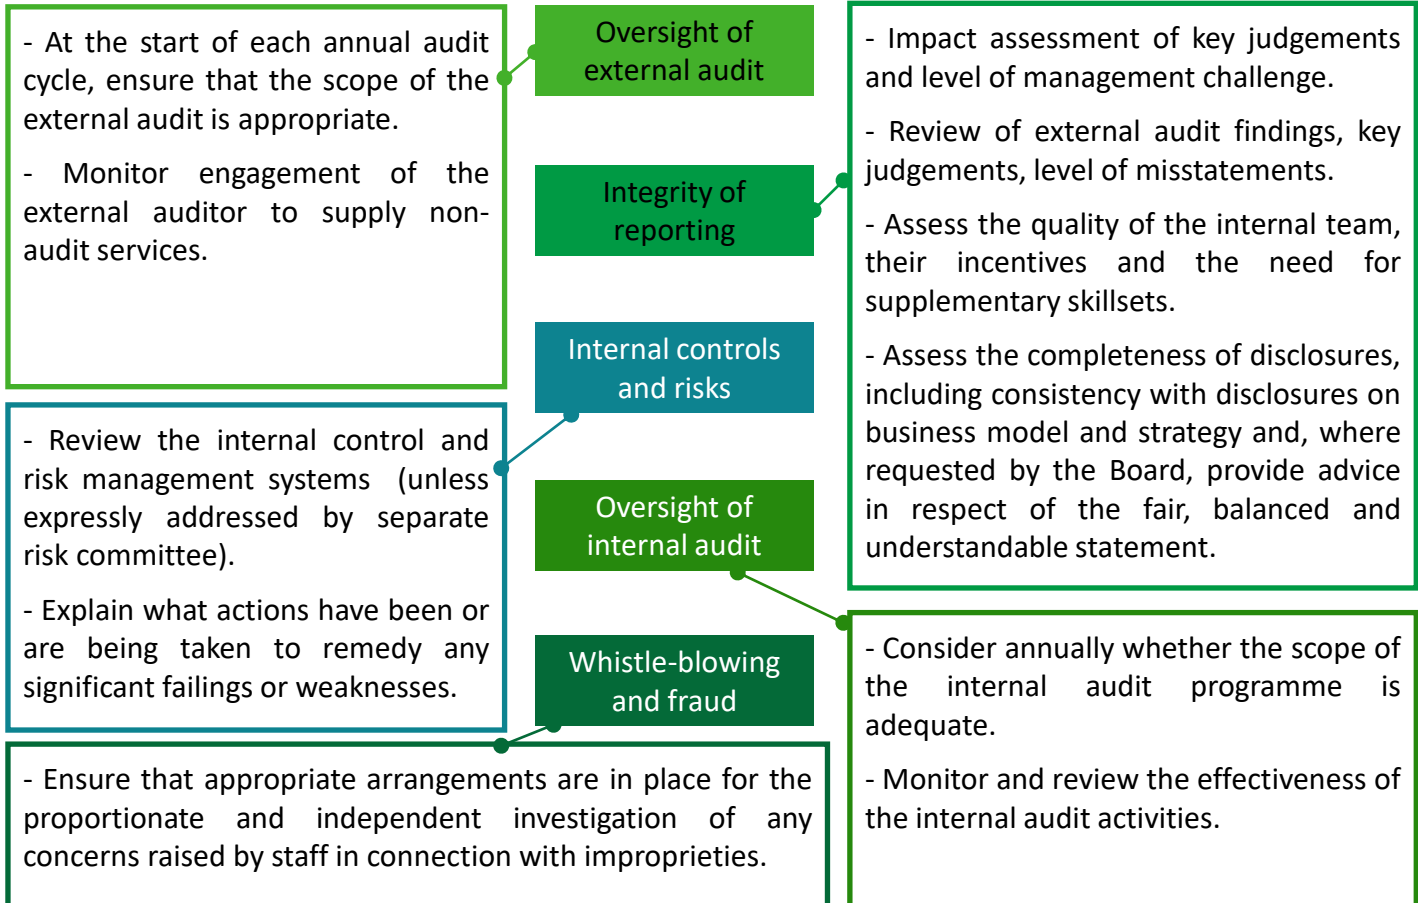 Oversight of
external audit
- At the start of each annual audit
cycle, ensure that the scope of the
external audit is appropriate.
- Monitor engagement of the
external auditor to supply non-
audit services.
Integrity of
reporting
- Impact assessment of key judgements
and level of management challenge.
- Review of external audit findings, key
judgements, level of misstatements.
- Assess the quality of the internal team,
their incentives and the need for
supplementary skillsets.
- Assess the completeness of disclosures,
including consistency with disclosures on
business model and strategy and, where
requested by the Board, provide advice
in respect of the fair, balanced and
understandable statement.
Internal controls
and risks
- Review the internal control and
risk management systems (unless
expressly addressed by separate
risk committee).
- Explain what actions have been or
are being taken to remedy any
significant failings or weaknesses.
Oversight of
internal audit
- Consider annually whether the scope of
the internal audit programme is
adequate.
- Monitor and review the effectiveness of
the internal audit activities.
Whistle-blowing
and fraud
- Ensure that appropriate arrangements are in place for the
proportionate and independent investigation of any
concerns raised by staff in connection with improprieties.